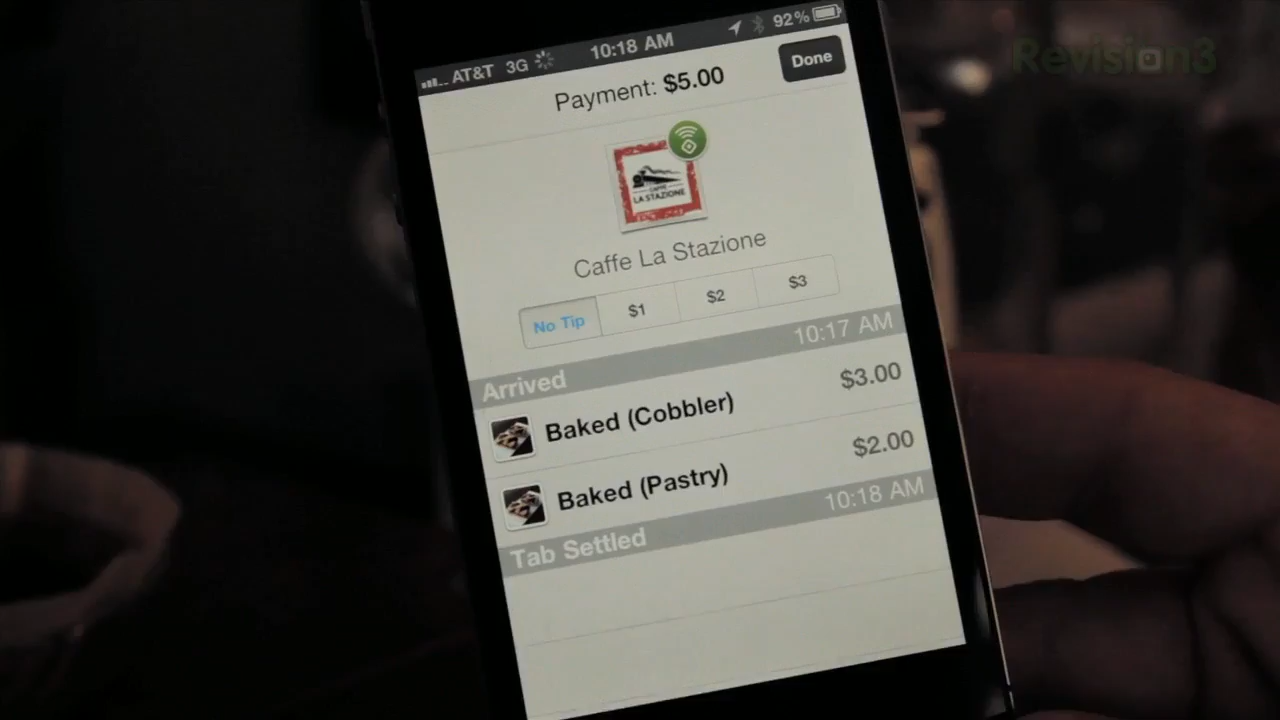 Revision3
AT&T 3G 10:18 AM 92%
Payment: $5.00 Done
CAFFE
LA STAZIONE
Caffe La Stazione
No Tip $1 $2 $3
Arrived 10:17 AM
Baked (Cobbler) $3.00
Baked (Pastry) $2.00
Tab Settled 10:18 AM